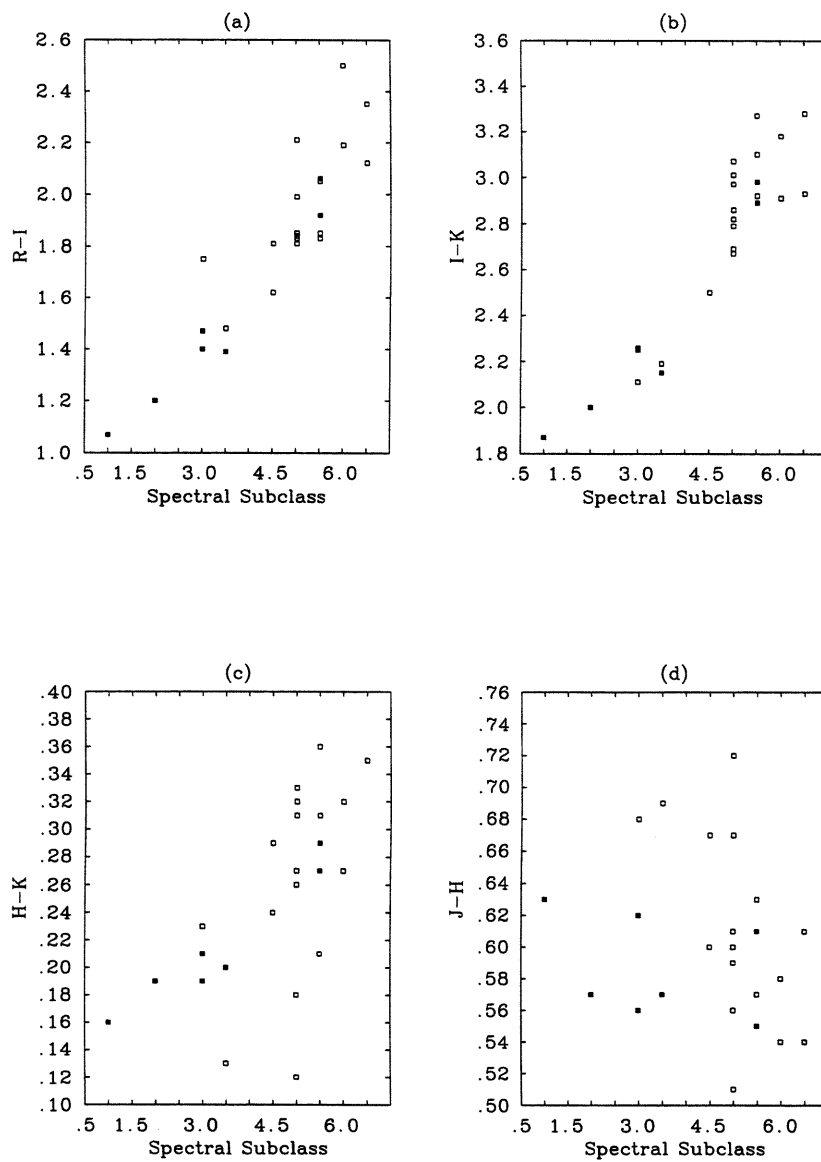 (a)
2.6
2.4
2.2
2.0
1.8
1.6
1.4
1.2
1.0
R-I
.5 1.5 3.0 4.5 6.0
Spectral Subclass
(b)
3.6
3.4
3.2
3.0
2.8
2.6
2.4
2.2
2.0
1.8
I-K
.5 1.5 3.0 4.5 6.0
Spectral Subclass
(c)
.40
.36
.32
.30
.28
.26
.24
.22
.20
.18
.16
.14
.12
.10
H-K
.5 1.5 3.0 4.5 6.0
Spectral Subclass
(d)
.76
.74
.72
.70
.68
.66
.64
.62
.60
.58
.56
.54
.52
.50
J-H
.5 1.5 3.0 4.5 6.0
Spectral Subclass